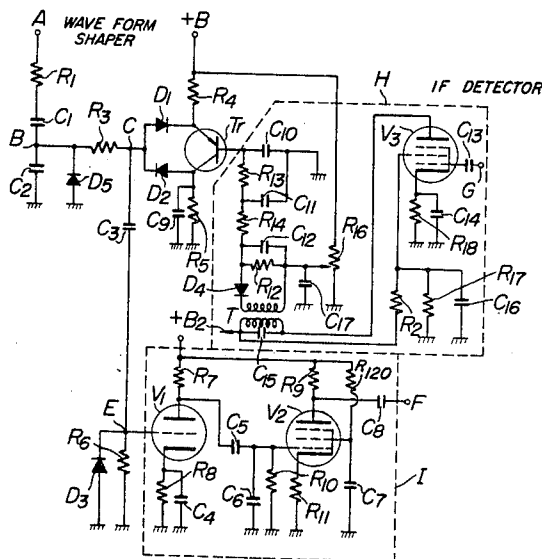 A WAVE FORM SHAPER
+B
H
IF DETECTOR
R1
R4
D1
Tr
C10
V3
C13
G
C1
R3
C
B
R13
C14
C2
D5
D2
C11
R18
C9
R14
R16
C3
R5
C12
R12
R17
D4
R2
C16
C17
T
+B2
C15
R7
R9
R120
V1
V2
C8
F
E
C5
R6
R8
R10
I
D3
C4
C6
R11
C7